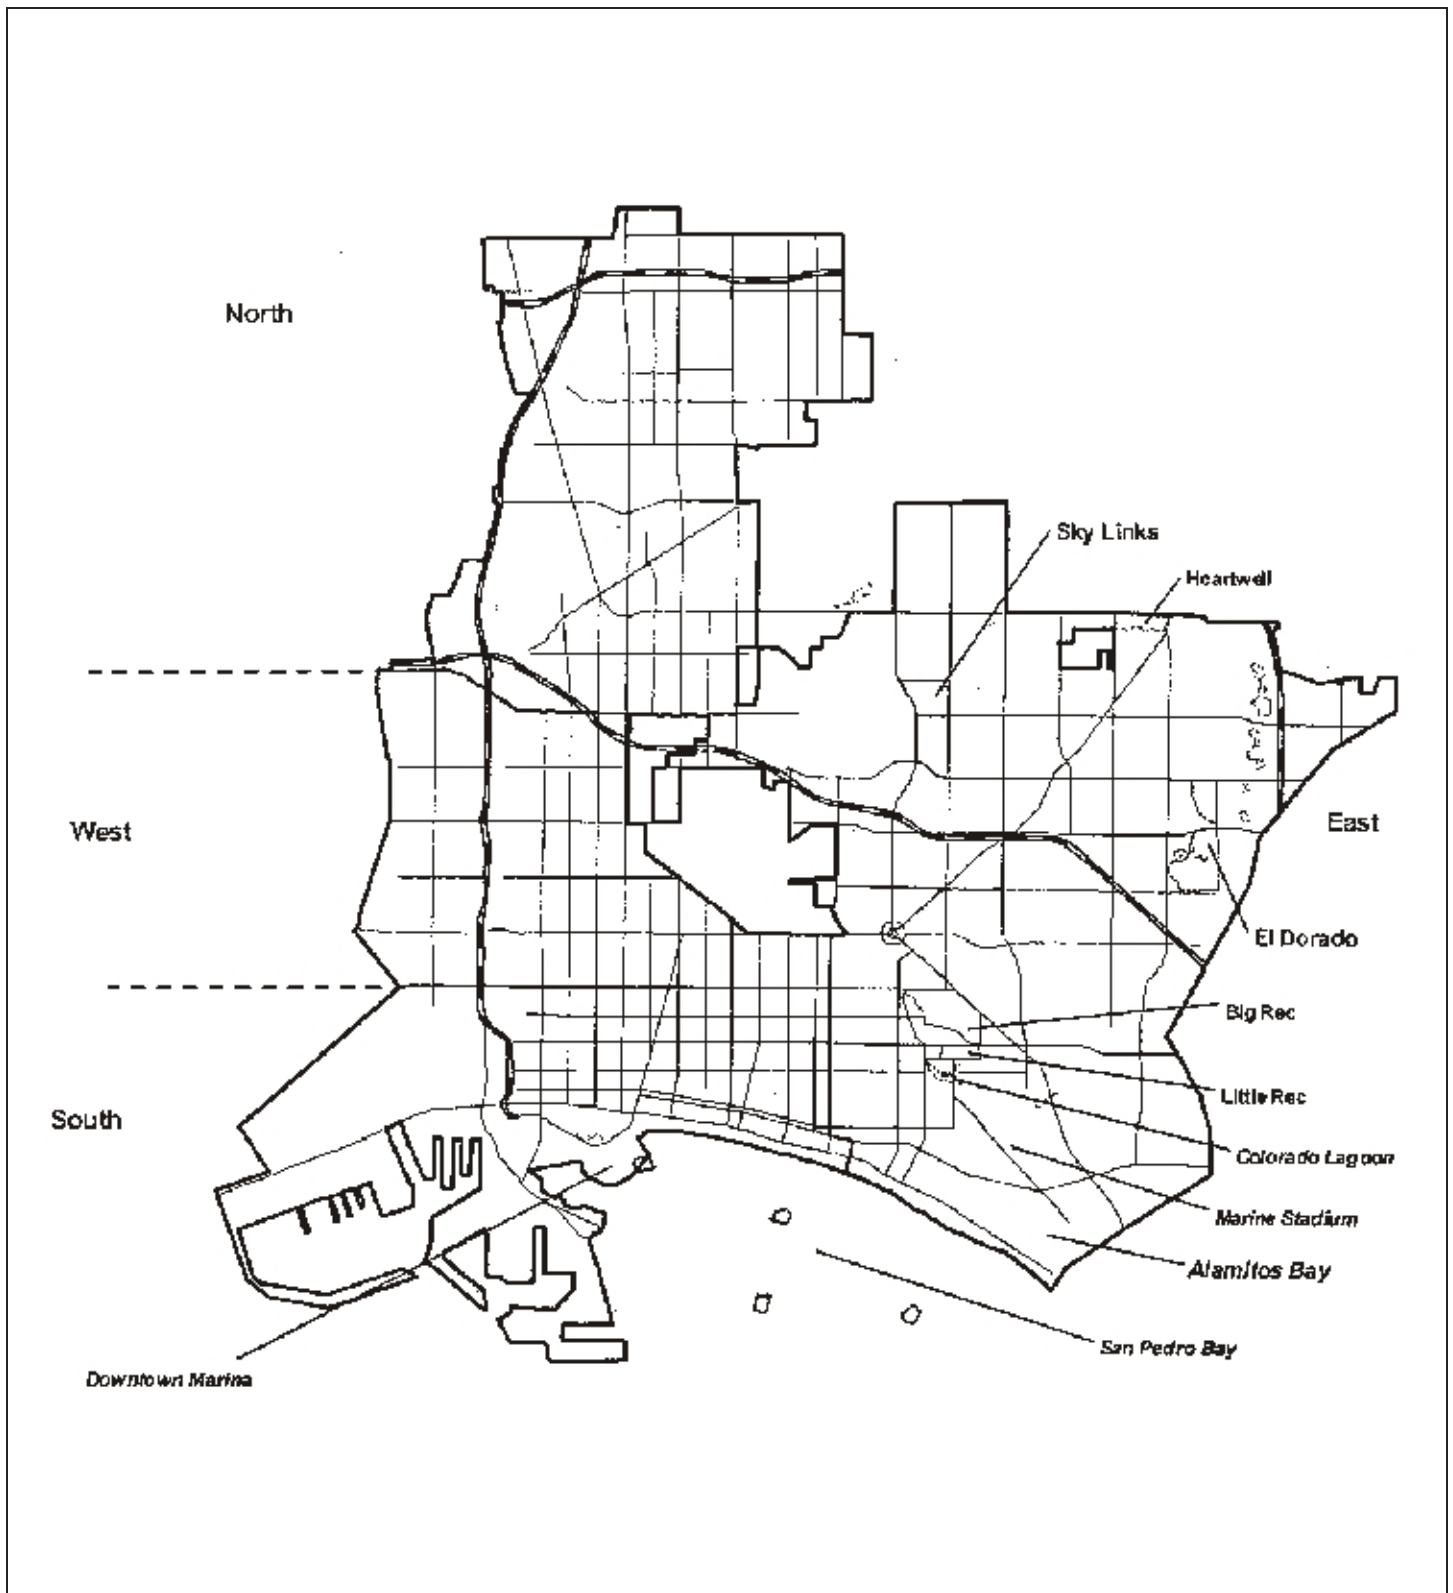 North
Sky Links
Heartwell
West
East
El Dorado
Big Rec
Little Rec
South
Colorado Lagoon
Marine Stadium
Alamitos Bay
San Pedro Bay
Downtown Marina